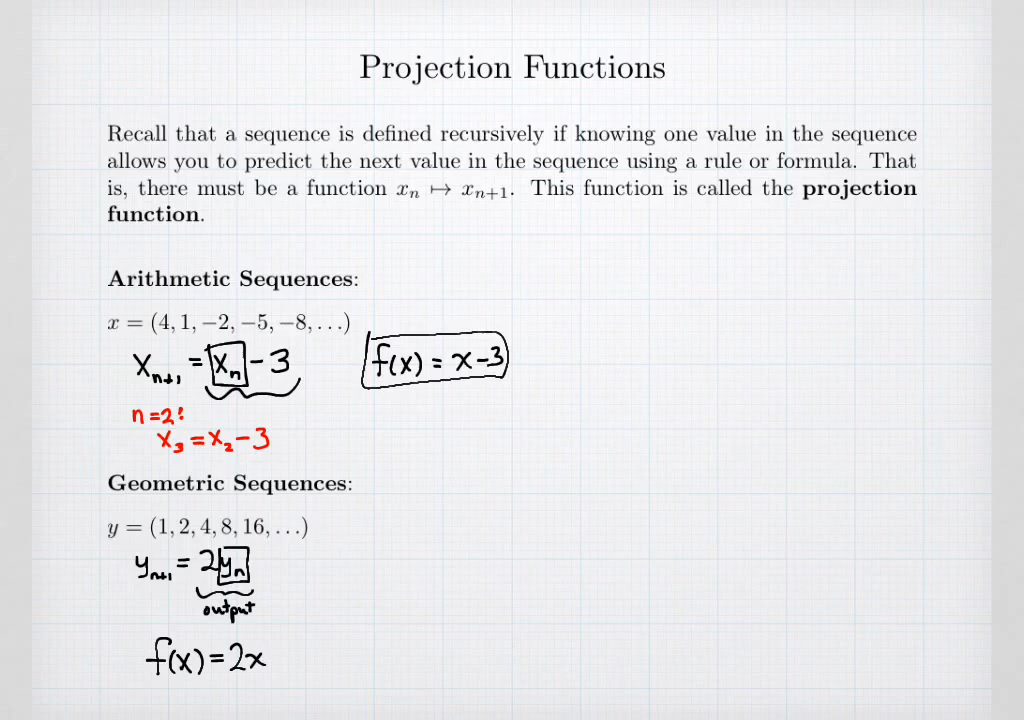 Projection Functions
Recall that a sequence is defined recursively if knowing one value in the sequence
allows you to predict the next value in the sequence using a rule or formula. That
is, there must be a function xₙ ↦ xₙ₊₁. This function is called the projection
function.
Arithmetic Sequences:
x = (4, 1, −2, −5, −8, …)
Xₙ₊₁ = Xₙ − 3 f(x) = x−3
n=2:
X₃ = X₂ − 3
Geometric Sequences:
y = (1, 2, 4, 8, 16, …)
yₙ₊₁ = 2yₙ
output
f(x) = 2x